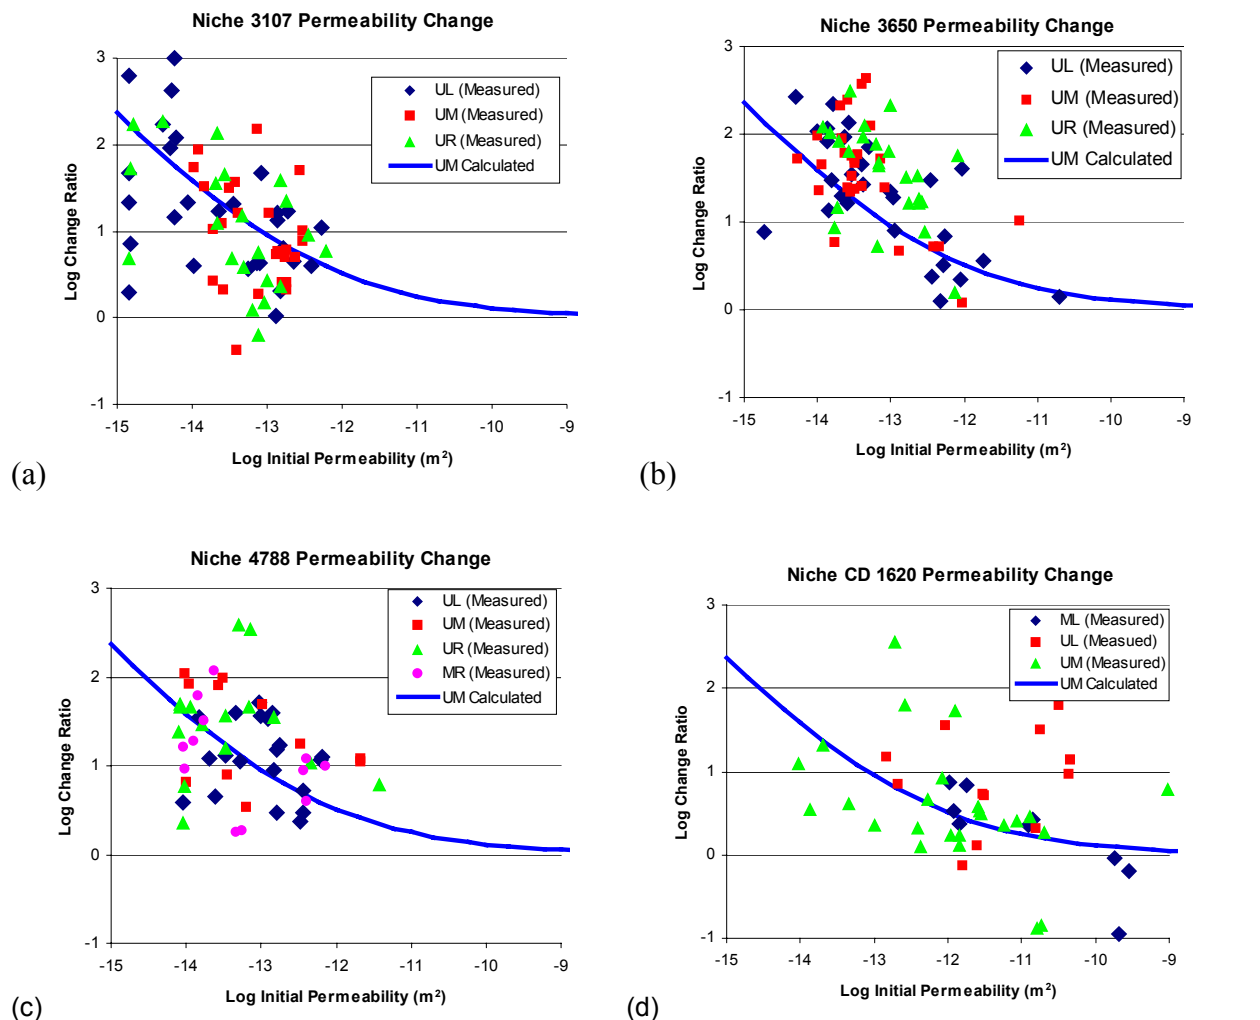 Niche 3107 Permeability Change
3
2
1
0
-1
Log Change Ratio
UL (Measured)
UM (Measured)
UR (Measured)
UM Calculated
-15 -14 -13 -12 -11 -10 -9
Log Initial Permeability (m²)
(a)
Niche 3650 Permeability Change
3
2
1
0
-1
Log Change Ratio
UL (Measured)
UM (Measured)
UR (Measured)
UM Calculated
-15 -14 -13 -12 -11 -10 -9
Log Initial Permeability (m²)
(b)
Niche 4788 Permeability Change
3
2
1
0
-1
Log Change Ratio
UL (Measured)
UM (Measured)
UR (Measured)
MR (Measured)
UM Calculated
-15 -14 -13 -12 -11 -10 -9
Log Initial Permeability (m²)
(c)
Niche CD 1620 Permeability Change
3
2
1
0
-1
Log Change Ratio
ML (Measured)
UL (Measued)
UM (Measured)
UM Calculated
-15 -14 -13 -12 -11 -10 -9
Log Initial Permeability (m²)
(d)